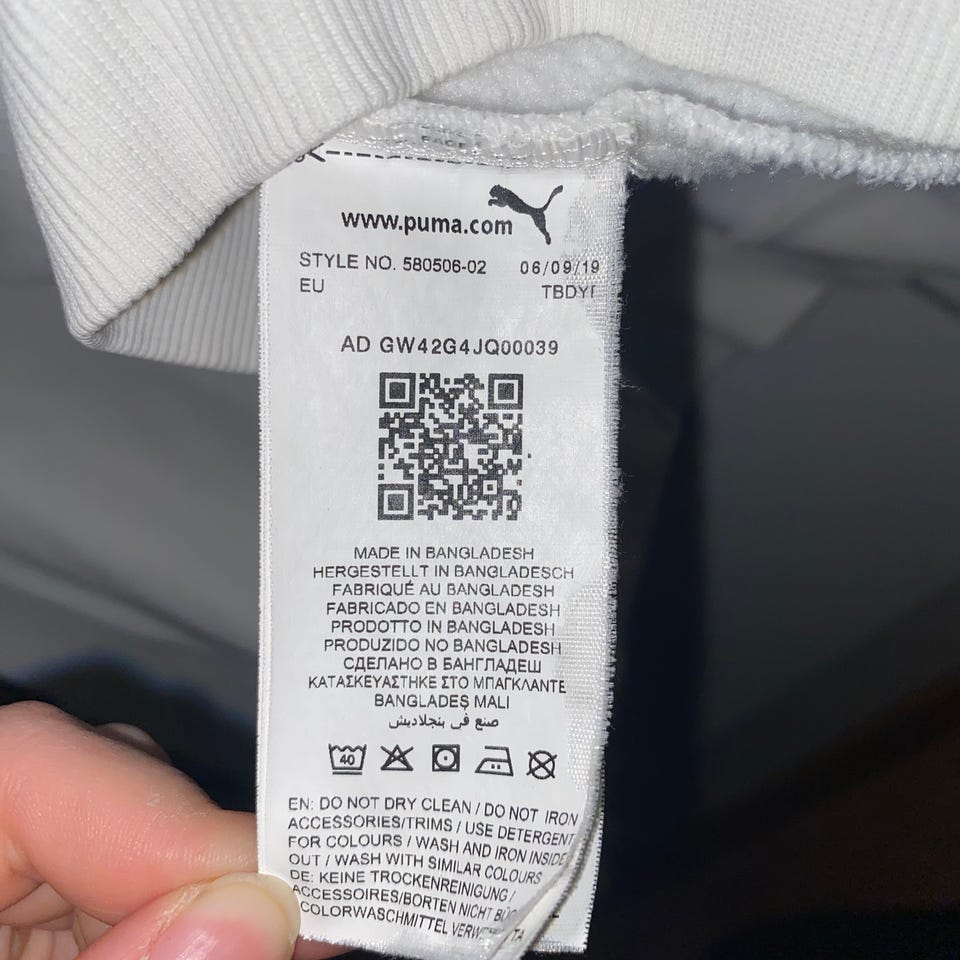 www.puma.com
STYLE NO. 580506-02 06/09/19
EU TBDYI
AD GW42G4JQ00039
MADE IN BANGLADESH
HERGESTELLT IN BANGLADESCH
FABRIQUÉ AU BANGLADESH
FABRICADO EN BANGLADESH
PRODOTTO IN BANGLADESH
PRODUZIDO NO BANGLADESH
СДЕЛАНО В БАНГЛАДЕШ
ΚΑΤΑΣΚΕΥΑΣΤΗΚΕ ΣΤΟ ΜΠΑΓΚΛΑΝΤΕ
BANGLADEŞ MALI
صنع في بنجلاديش
40
EN: DO NOT DRY CLEAN / DO NOT IRON
ACCESSORIES/TRIMS / USE DETERGENT
FOR COLOURS / WASH AND IRON INSIDE
OUT / WASH WITH SIMILAR COLOURS
DE: KEINE TROCKENREINIGUNG /
ACCESSOIRES/BORTEN NICHT
COLORWASCHMITTEL